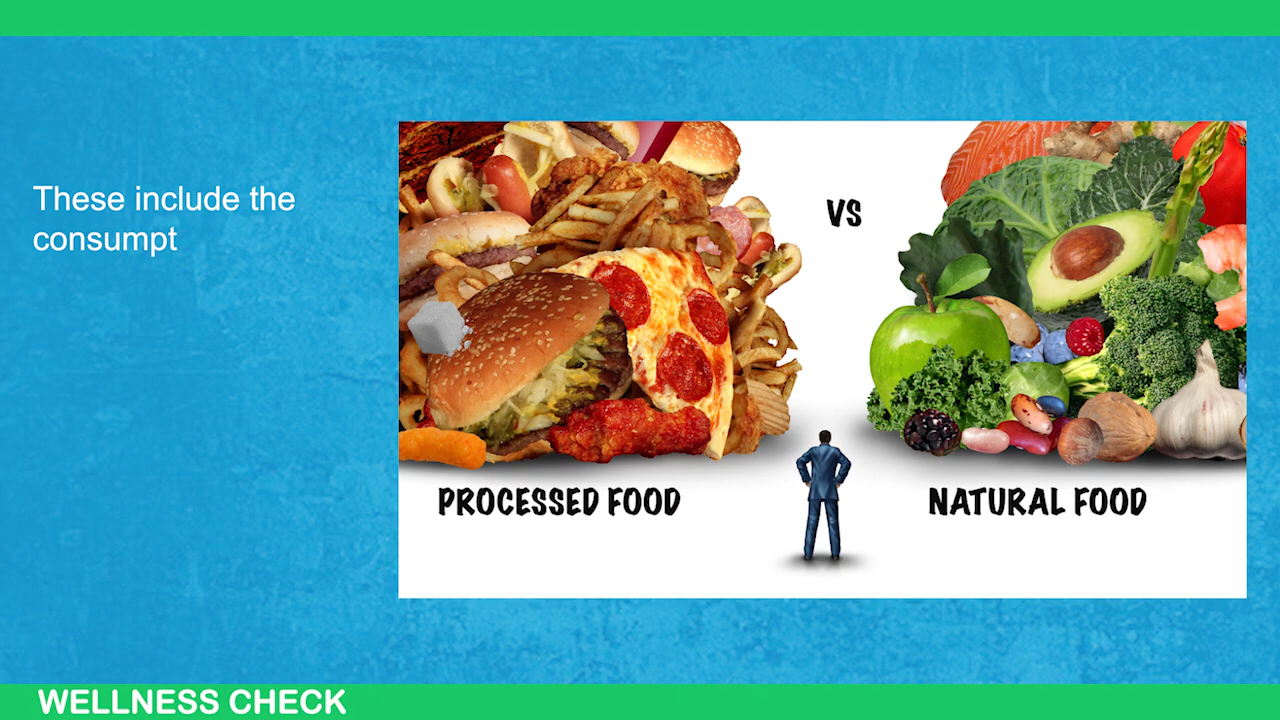 These include the
consumpt
VS
PROCESSED FOOD
NATURAL FOOD
WELLNESS CHECK